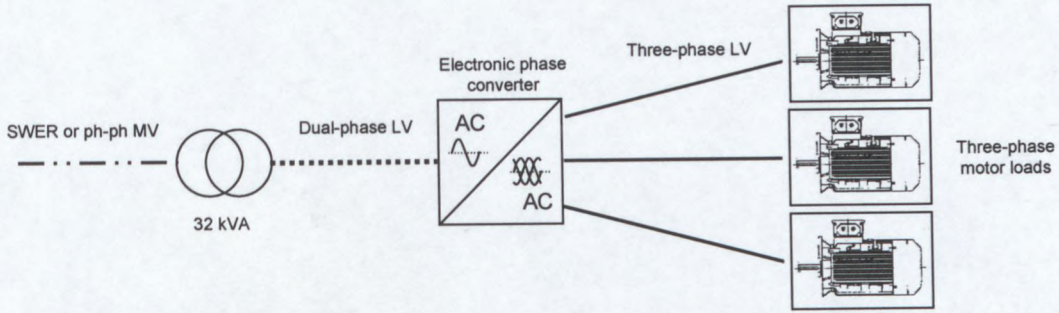 SWER or ph-ph MV
32 kVA
Dual-phase LV
Electronic phase
converter
AC
AC
Three-phase LV
Three-phase
motor loads